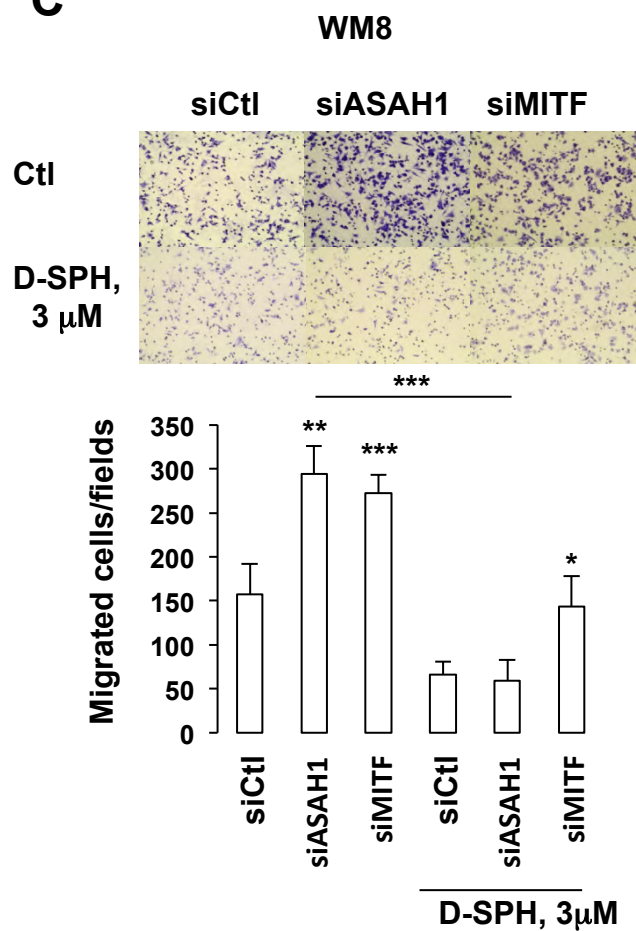 C
WM8
siCtl siASAH1 siMITF
Ctl
D-SPH,
3 μM
***
350
300
250
200
150
100
50
0
Migrated cells/fields
**
***
*
siCtl siASAH1 siMITF siCtl siASAH1 siMITF
D-SPH, 3μM